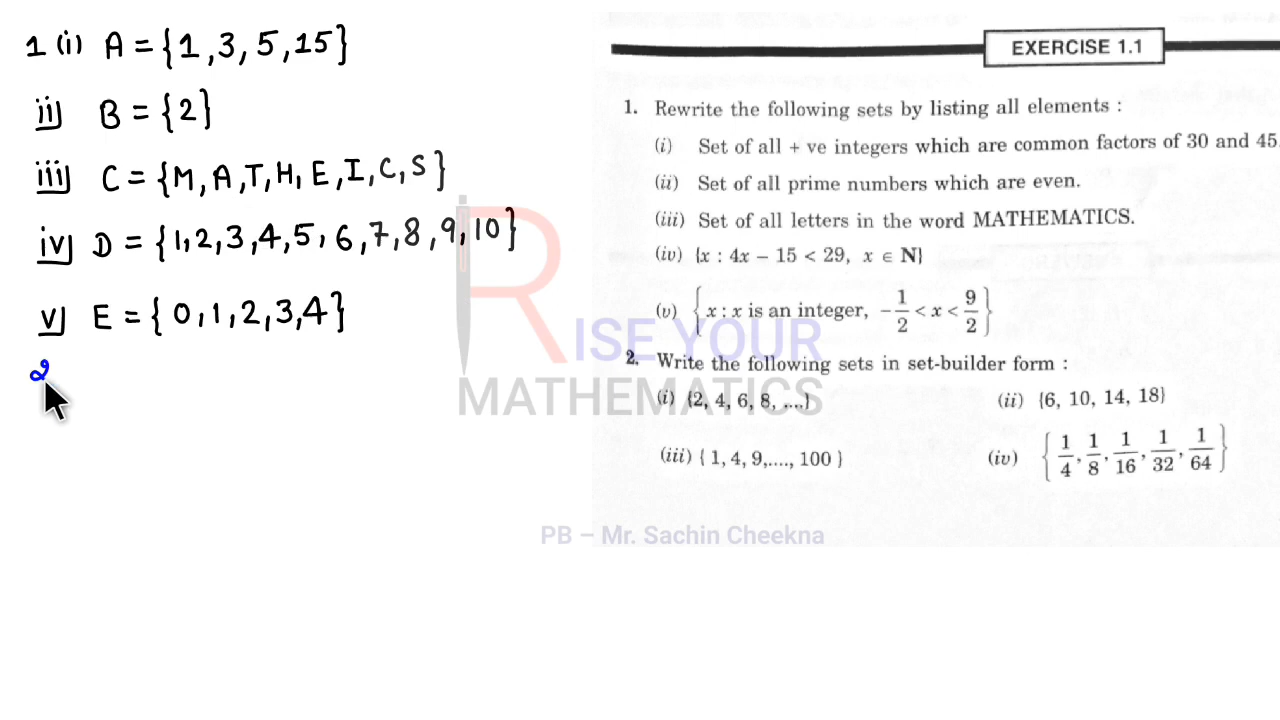 1 (i) A = {1, 3, 5, 15}
ii) B = {2}
iii) C = {M, A, T, H, E, I, C, S}
iv) D = {1, 2, 3, 4, 5, 6, 7, 8, 9, 10}
v) E = { 0, 1, 2, 3, 4}
2
EXERCISE 1.1
1. Rewrite the following sets by listing all elements :
(i) Set of all + ve integers which are common factors of 30 and 45.
(ii) Set of all prime numbers which are even.
(iii) Set of all letters in the word MATHEMATICS.
(iv) {x : 4x − 15 < 29, x ∈ N}
(v) { x : x is an integer, −1/2 < x < 9/2 }
2. Write the following sets in set-builder form :
(i) {2, 4, 6, 8, ....}
(ii) {6, 10, 14, 18}
(iii) { 1, 4, 9,...., 100 }
(iv) { 1/4, 1/8, 1/16, 1/32, 1/64 }
RISE YOUR
MATHEMATICS
PB – Mr. Sachin Cheekna